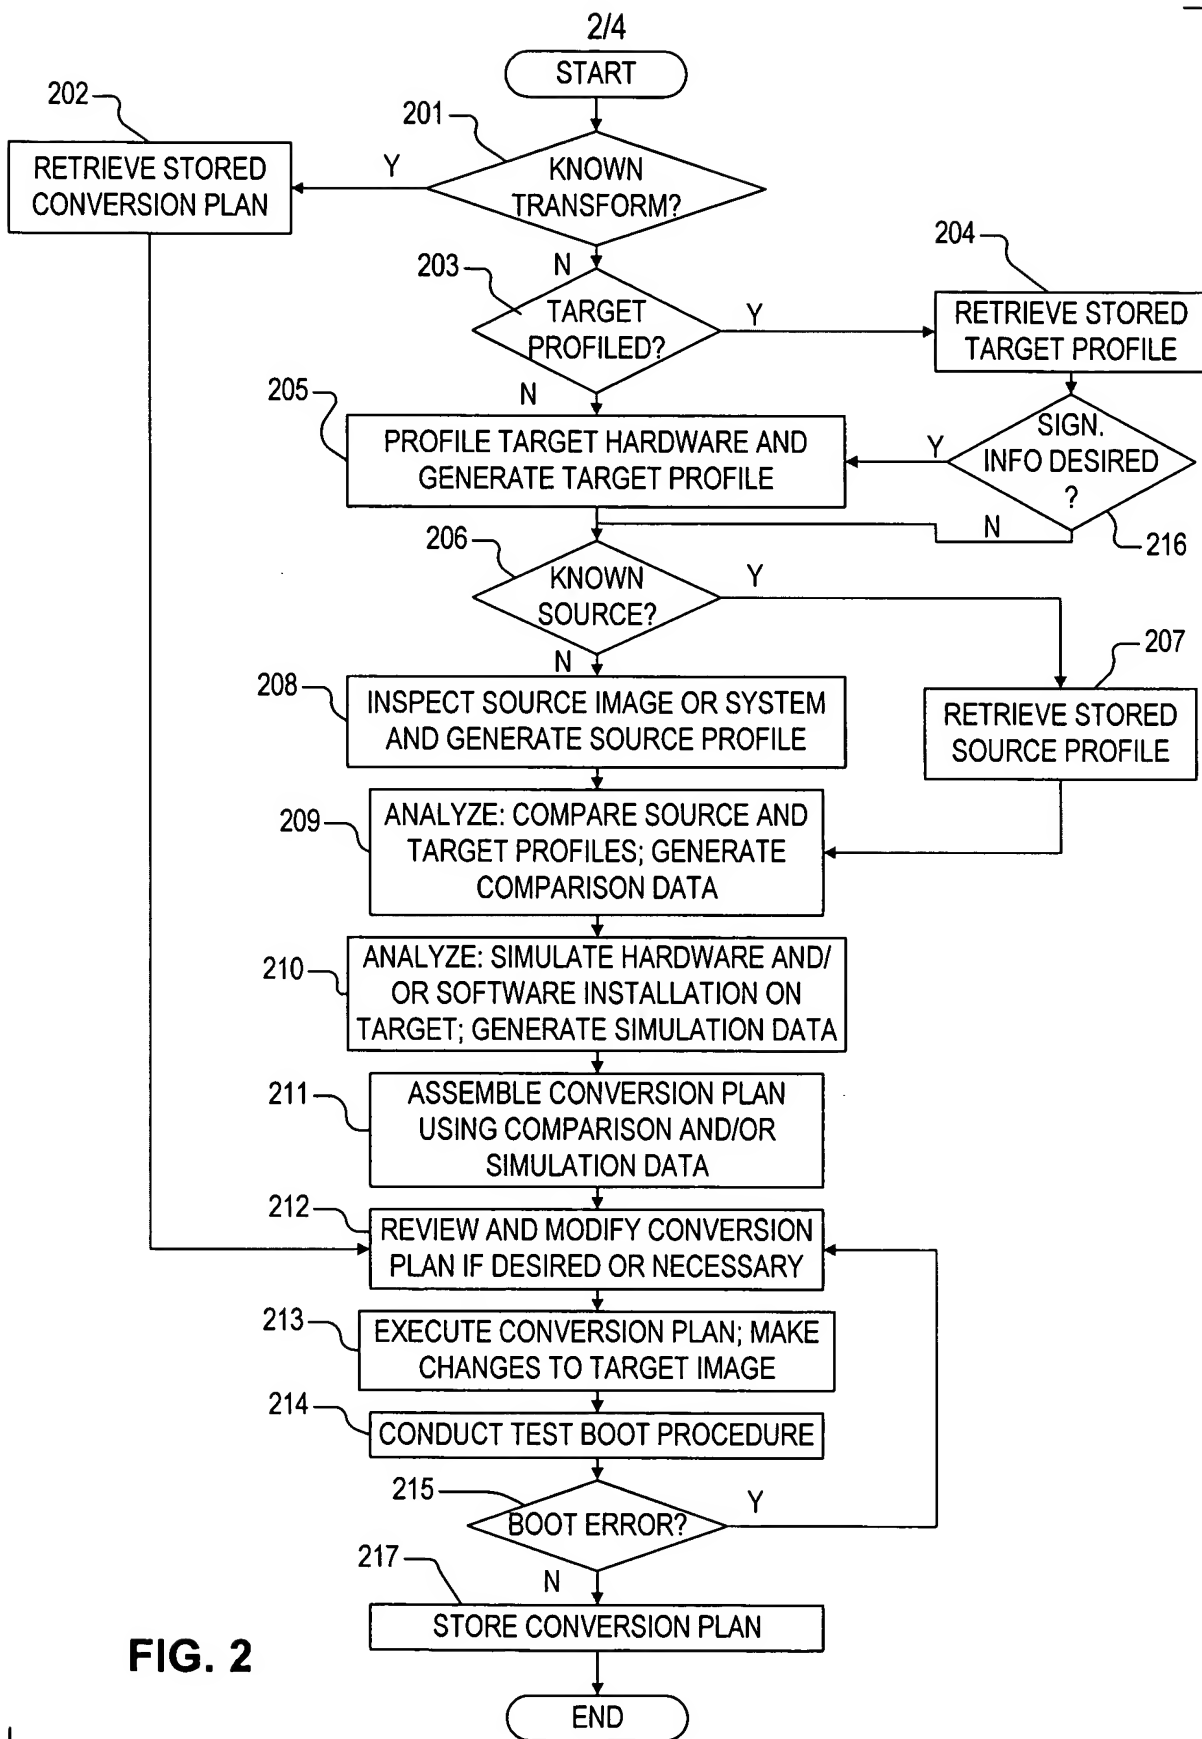 2/4
START
202
201
RETRIEVE STORED
CONVERSION PLAN
Y
KNOWN
TRANSFORM?
N
204
203
TARGET
PROFILED?
Y
RETRIEVE STORED
TARGET PROFILE
N
205
PROFILE TARGET HARDWARE AND
GENERATE TARGET PROFILE
Y
SIGN.
INFO DESIRED
?
N
216
206
KNOWN
SOURCE?
Y
N
207
208
INSPECT SOURCE IMAGE OR SYSTEM
AND GENERATE SOURCE PROFILE
RETRIEVE STORED
SOURCE PROFILE
209
ANALYZE: COMPARE SOURCE AND
TARGET PROFILES; GENERATE
COMPARISON DATA
210
ANALYZE: SIMULATE HARDWARE AND/
OR SOFTWARE INSTALLATION ON
TARGET; GENERATE SIMULATION DATA
211
ASSEMBLE CONVERSION PLAN
USING COMPARISON AND/OR
SIMULATION DATA
212
REVIEW AND MODIFY CONVERSION
PLAN IF DESIRED OR NECESSARY
213
EXECUTE CONVERSION PLAN; MAKE
CHANGES TO TARGET IMAGE
214
CONDUCT TEST BOOT PROCEDURE
215
BOOT ERROR?
Y
217
N
STORE CONVERSION PLAN
FIG. 2
END